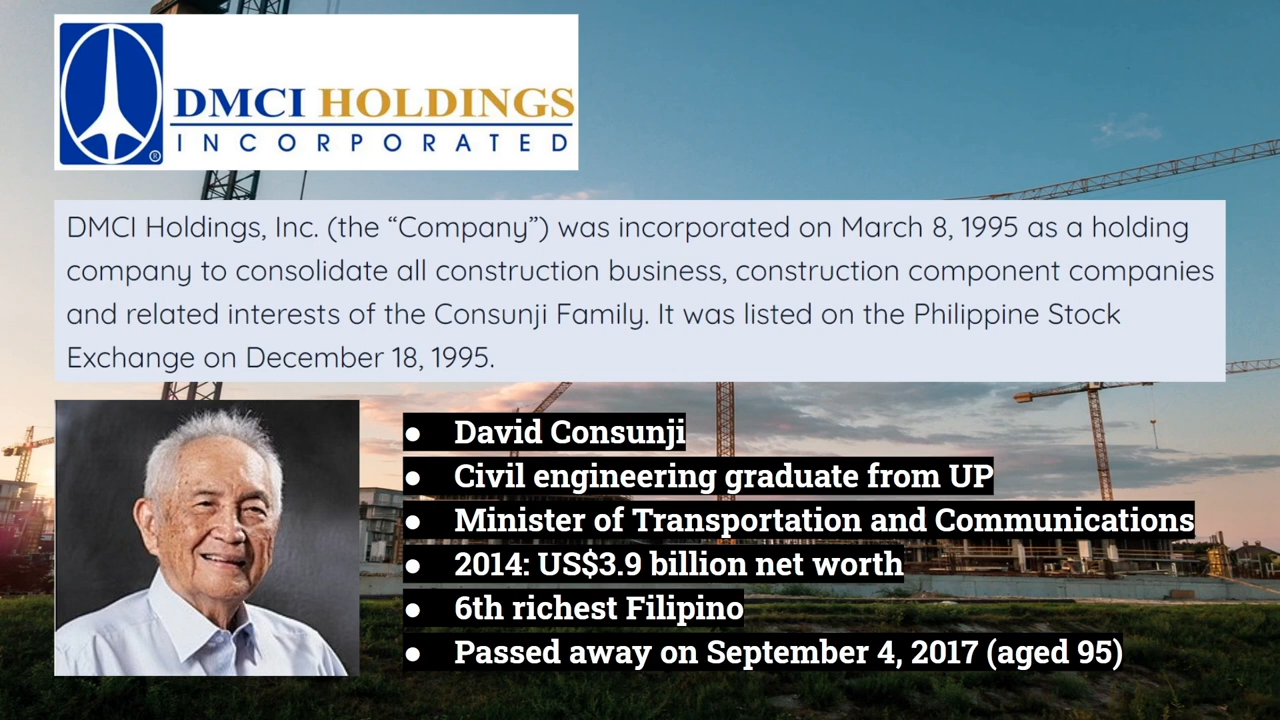 DMCI HOLDINGS
INCORPORATED
®
DMCI Holdings, Inc. (the “Company”) was incorporated on March 8, 1995 as a holding
company to consolidate all construction business, construction component companies
and related interests of the Consunji Family. It was listed on the Philippine Stock
Exchange on December 18, 1995.
● David Consunji
● Civil engineering graduate from UP
● Minister of Transportation and Communications
● 2014: US$3.9 billion net worth
● 6th richest Filipino
● Passed away on September 4, 2017 (aged 95)